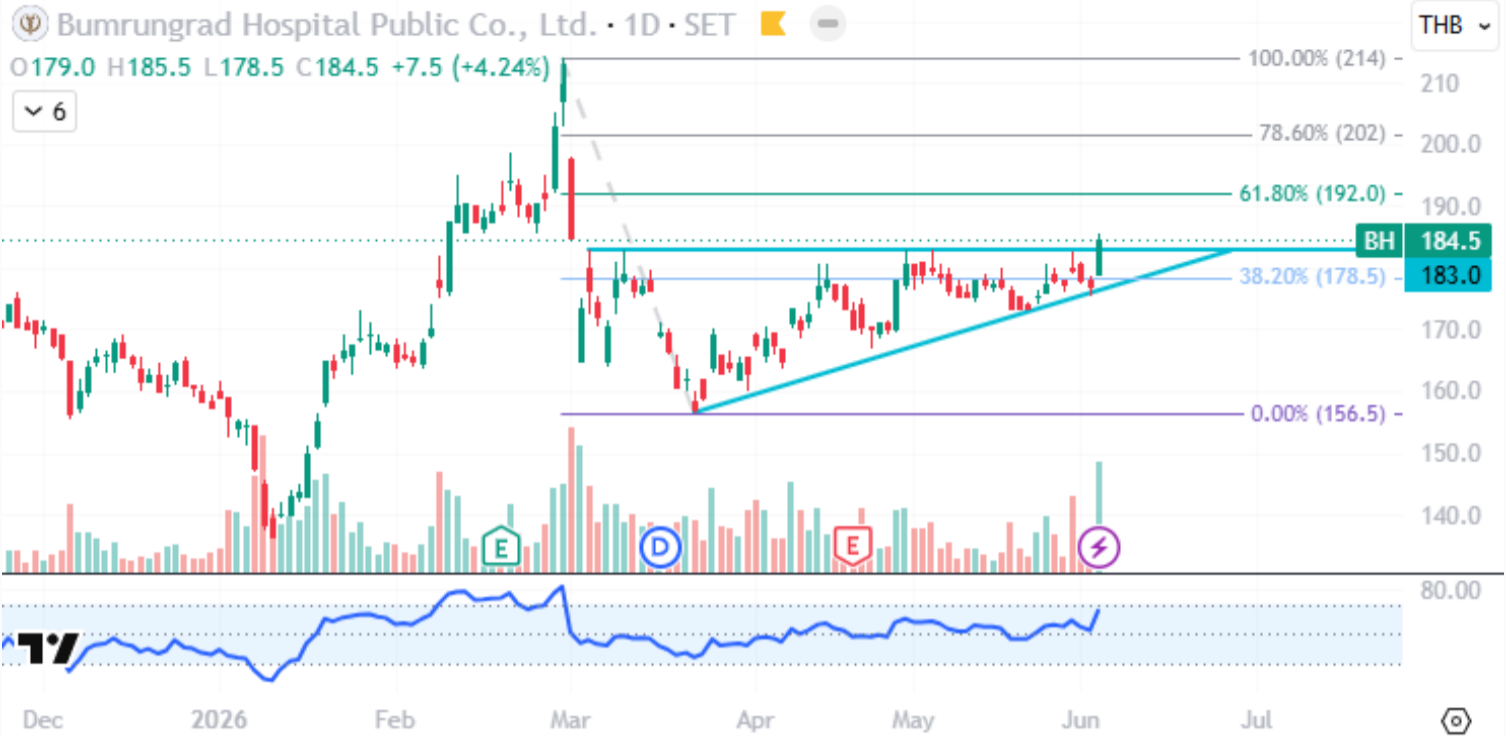 Bumrungrad Hospital Public Co., Ltd. · 1D · SET
THB
O179.0 H185.5 L178.5 C184.5 +7.5 (+4.24%)
6
100.00% (214)
210
78.60% (202)
200.0
61.80% (192.0)
190.0
BH 184.5
183.0
38.20% (178.5)
170.0
160.0
0.00% (156.5)
150.0
140.0
E
D
E
80.00
Dec 2026 Feb Mar Apr May Jun Jul